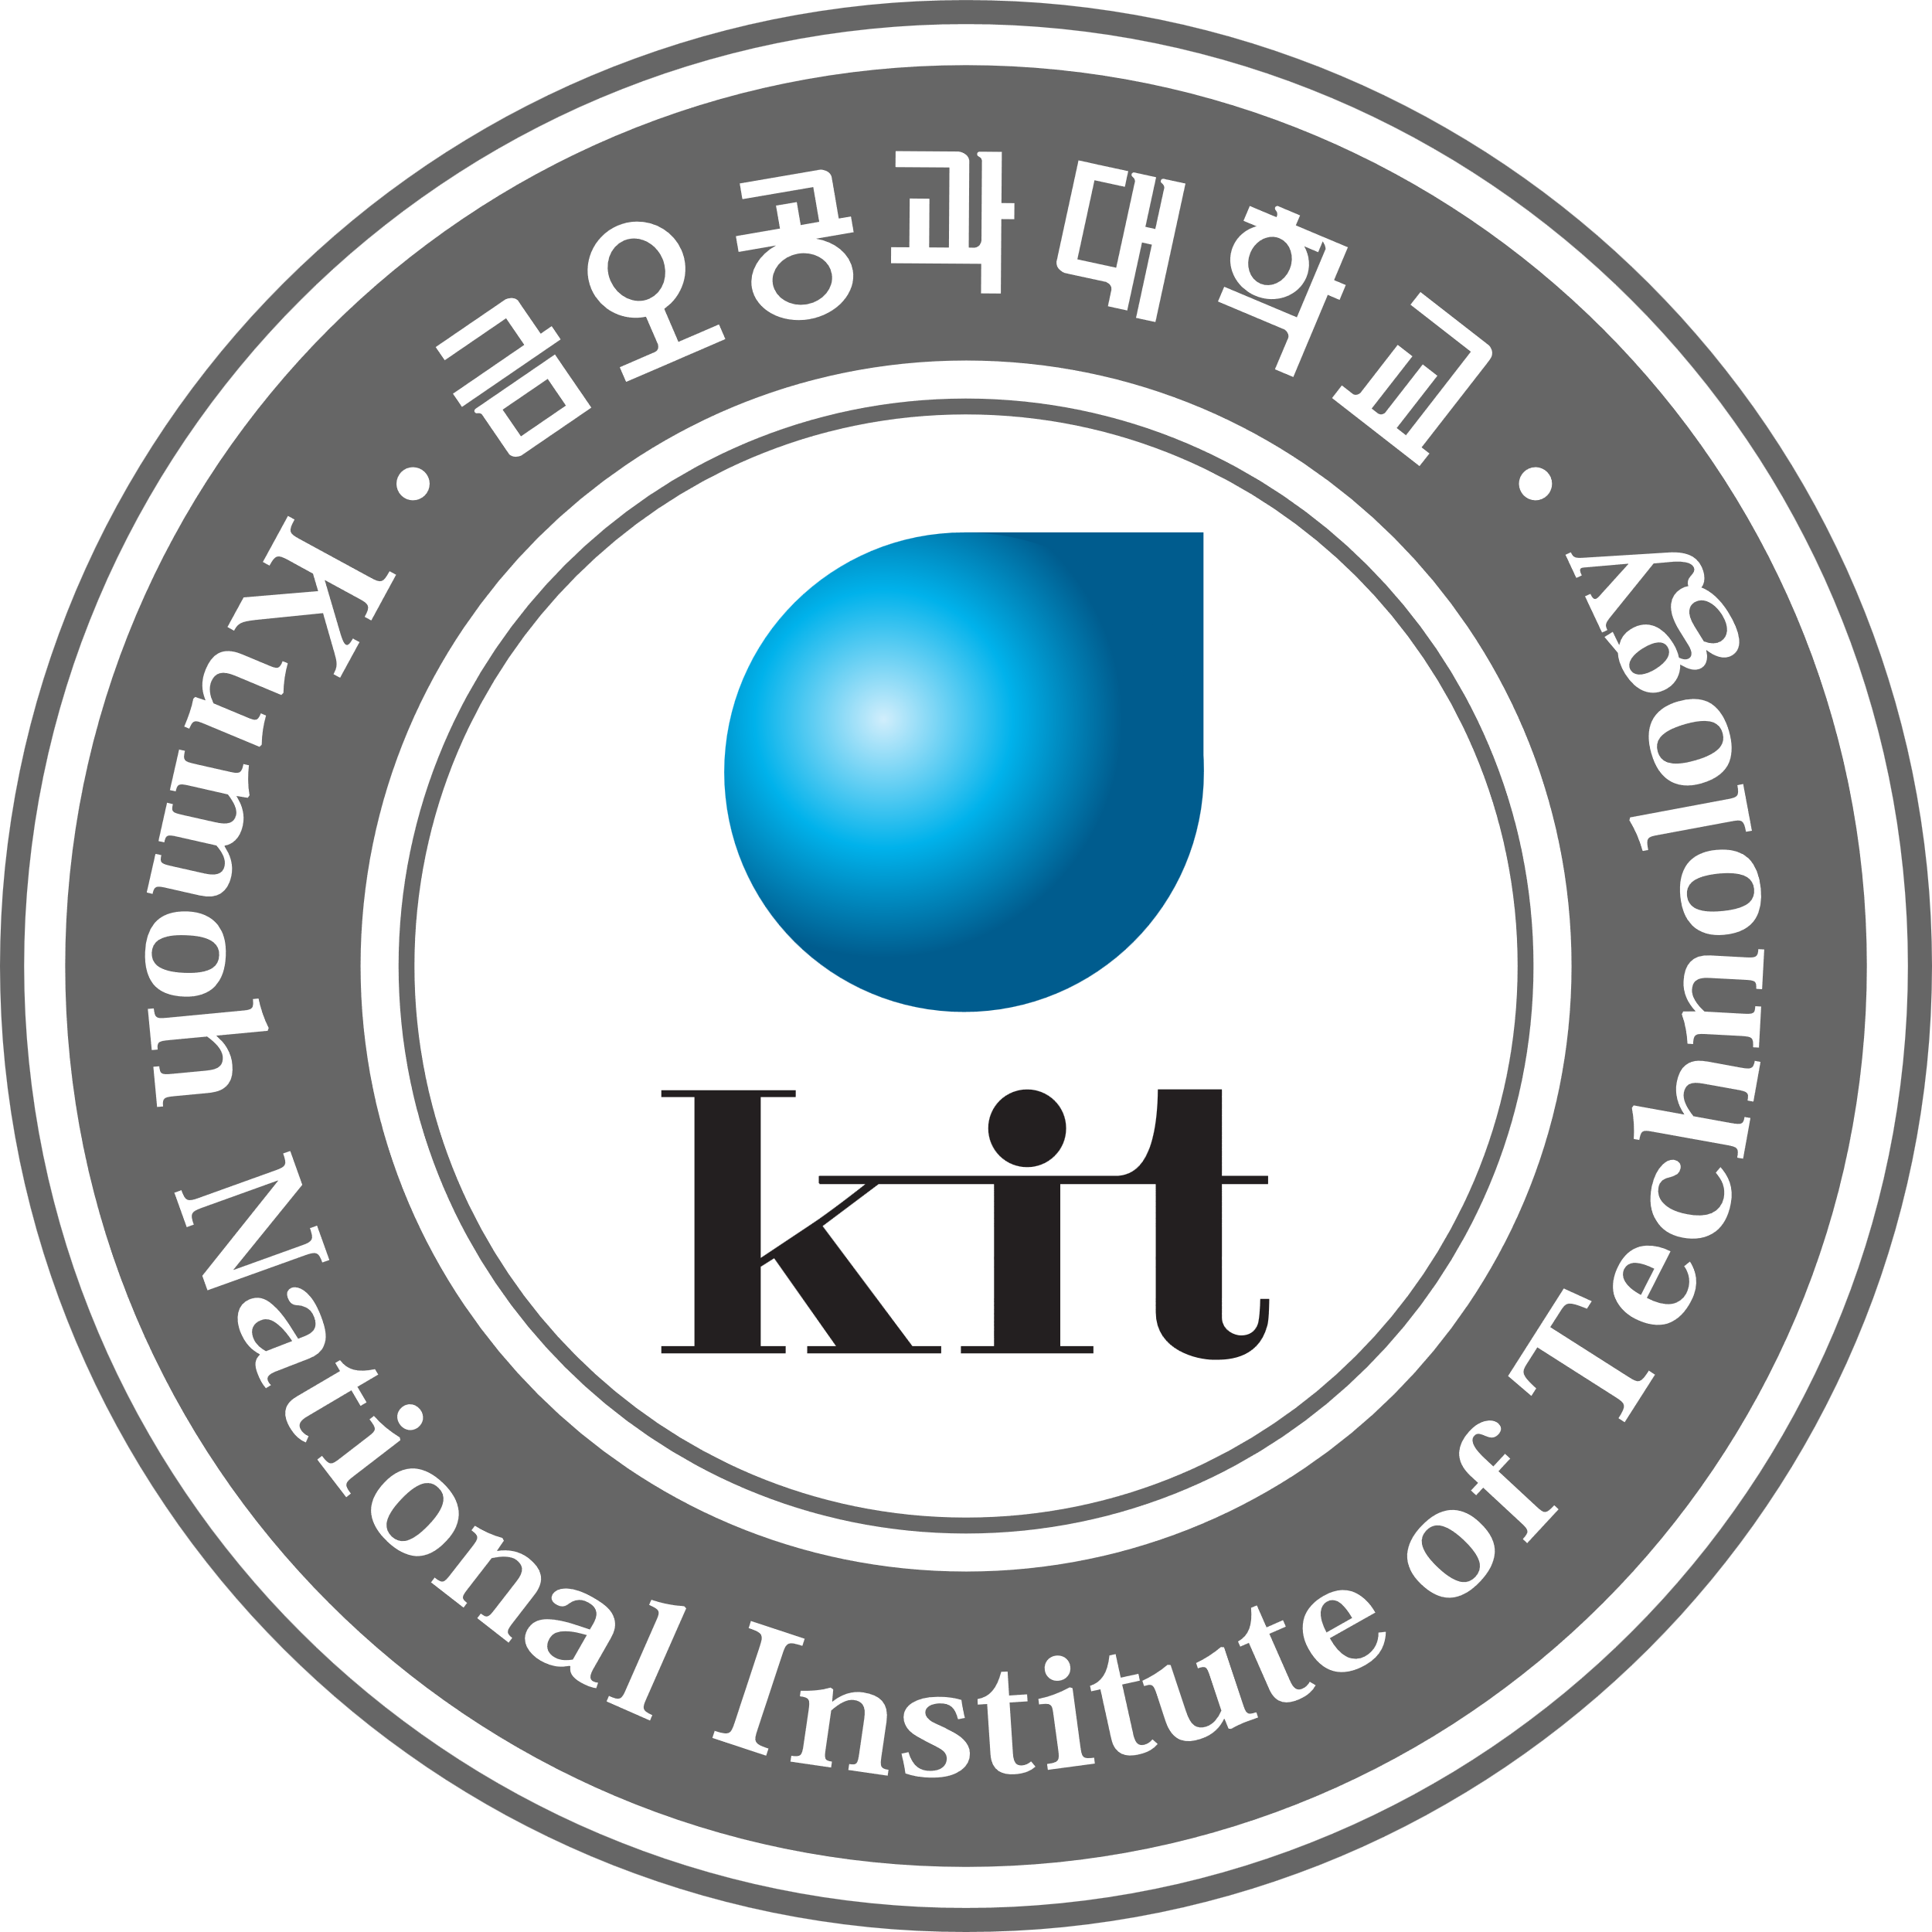 금오공과대학교
Kumoh National Institute of Technology
kit